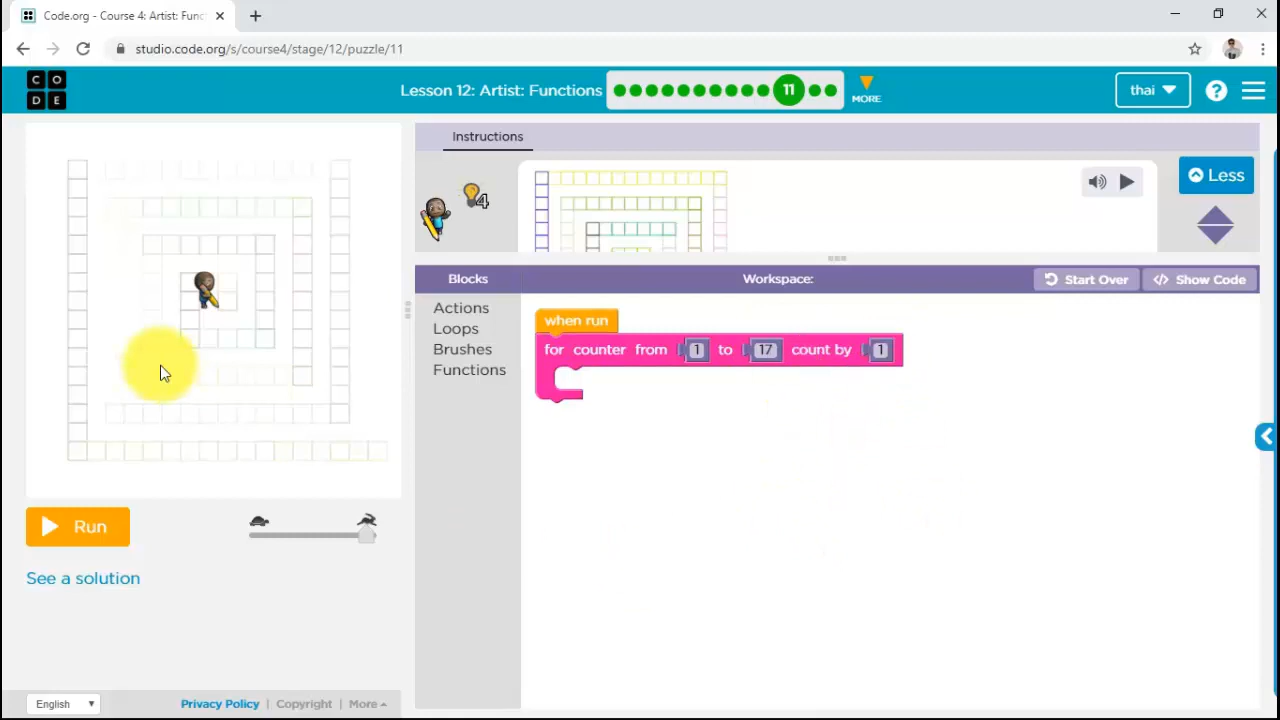 Code.org - Course 4: Artist: Func
studio.code.org/s/course4/stage/12/puzzle/11
C O
D E
Lesson 12: Artist: Functions
11
MORE
thai
?
Instructions
4
Less
Blocks
Workspace:
Start Over
</> Show Code
Actions
Loops
Brushes
Functions
when run
for counter from 1 to 17 count by 1
Run
See a solution
English
Privacy Policy | Copyright | More